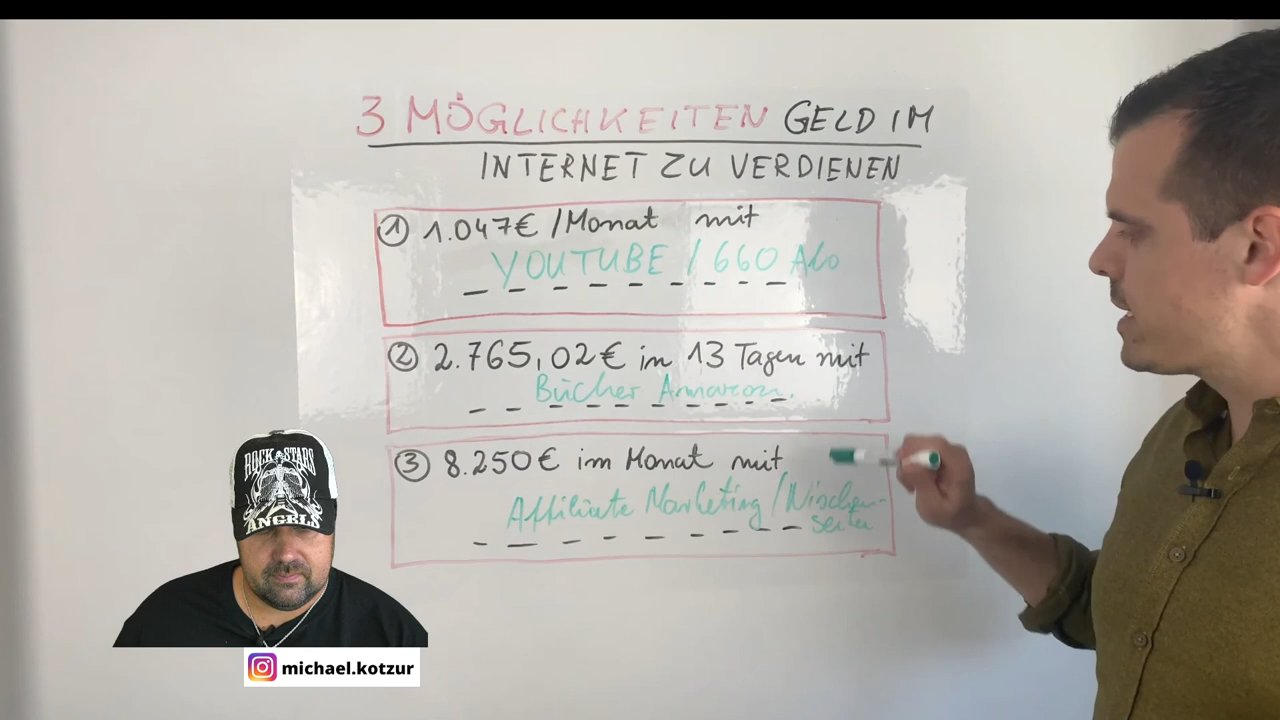 3 MÖGLICHKEITEN GELD IM
INTERNET ZU VERDIENEN
① 1.047€ /Monat mit
YOUTUBE / 660 Abo
② 2.765,02€ in 13 Tagen mit
Bücher Amazon.
③ 8.250€ im Monat mit
Affiliate Marketing / Nischen-
seiten
ROCK STARS
ANGELS
michael.kotzur